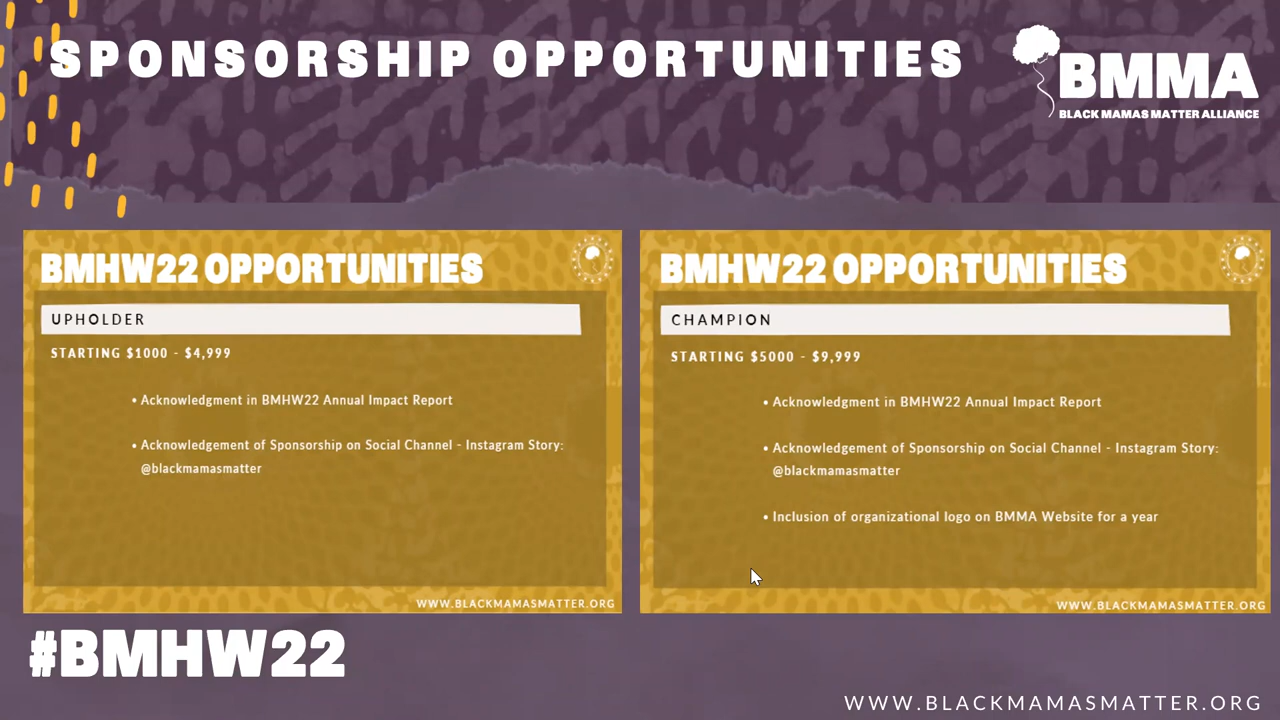 SPONSORSHIP OPPORTUNITIES
BMMA
BLACK MAMAS MATTER ALLIANCE
BMHW22 OPPORTUNITIES
UPHOLDER
STARTING $1000 - $4,999
• Acknowledgment in BMHW22 Annual Impact Report
• Acknowledgement of Sponsorship on Social Channel - Instagram Story:
@blackmamasmatter
WWW.BLACKMAMASMATTER.ORG
BMHW22 OPPORTUNITIES
CHAMPION
STARTING $5000 - $9,999
• Acknowledgment in BMHW22 Annual Impact Report
• Acknowledgement of Sponsorship on Social Channel - Instagram Story:
@blackmamasmatter
• Inclusion of organizational logo on BMMA Website for a year
WWW.BLACKMAMASMATTER.ORG
#BMHW22
WWW.BLACKMAMASMATTER.ORG